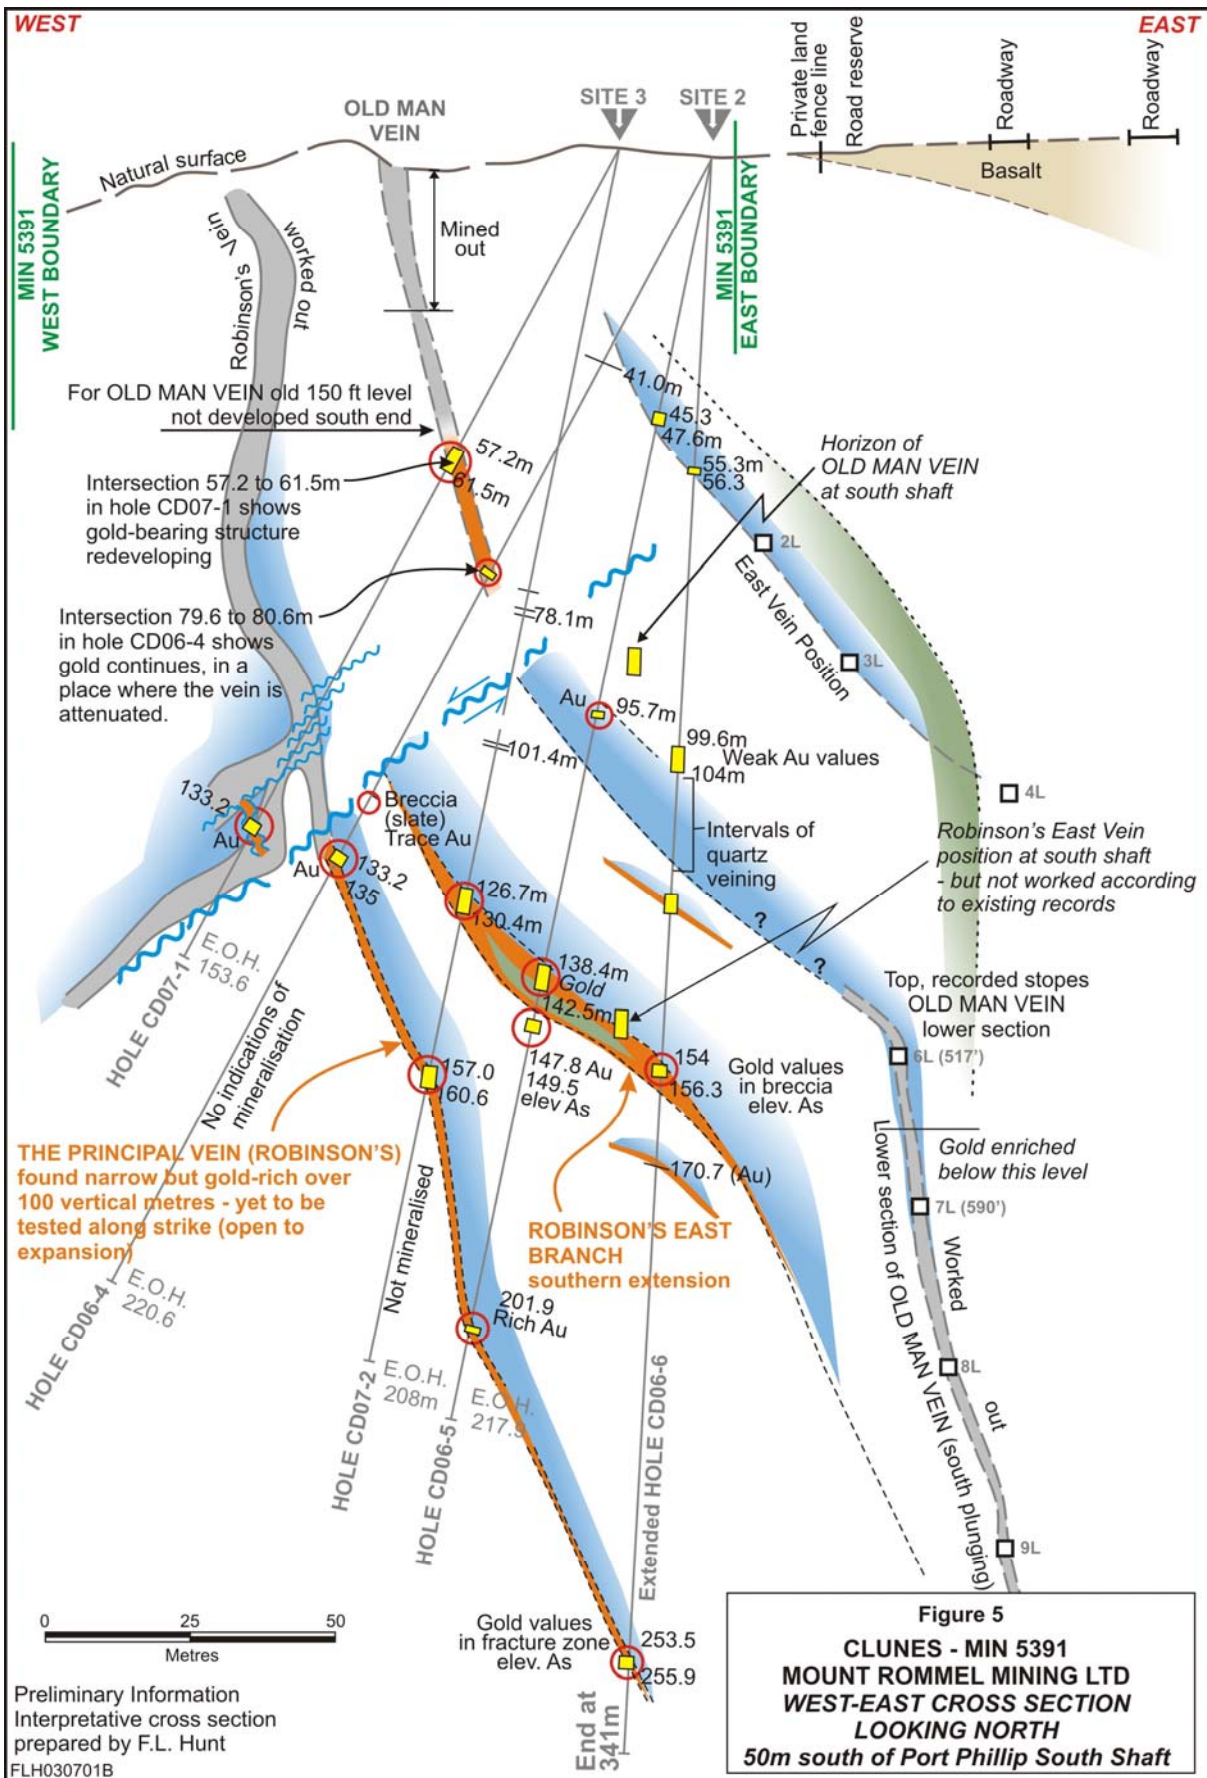 WEST
EAST
OLD MAN
VEIN
SITE 3
SITE 2
Private land
fence line
Road reserve
Roadway
Roadway
Basalt
Natural surface
MIN 5391
WEST BOUNDARY
MIN 5391
EAST BOUNDARY
Mined
out
Robinson's
Vein
worked out
For OLD MAN VEIN old 150 ft level
not developed south end
Intersection 57.2 to 61.5m
in hole CD07-1 shows
gold-bearing structure
redeveloping
57.2m
61.5m
Intersection 79.6 to 80.6m
in hole CD06-4 shows
gold continues, in a
place where the vein is
attenuated.
41.0m
45.3
47.6m
55.3m
56.3
Horizon of
OLD MAN VEIN
at south shaft
2L
East Vein Position
3L
4L
78.1m
Au
95.7m
101.4m
99.6m
Weak Au values
104m
Intervals of
quartz
veining
Robinson's East Vein
position at south shaft
- but not worked according
to existing records
133.2
Au
Breccia
(slate)
Trace Au
Au
133.2
135
126.7m
130.4m
138.4m
Gold
142.5m
147.8 Au
149.5
elev As
154
156.3
Gold values
in breccia
elev. As
?
?
Top, recorded stopes
OLD MAN VEIN
lower section
6L (517')
Gold enriched
below this level
7L (590')
Worked
out
8L
9L
Lower section of OLD MAN VEIN (south plunging)
E.O.H.
153.6
HOLE CD07-1
No indications of
mineralisation
157.0
160.6
170.7 (Au)
THE PRINCIPAL VEIN (ROBINSON'S)
found narrow but gold-rich over
100 vertical metres - yet to be
tested along strike (open to
expansion)
ROBINSON'S EAST
BRANCH
southern extension
Not mineralised
E.O.H.
220.6
HOLE CD06-4
201.9
Rich Au
E.O.H.
208m
HOLE CD07-2
E.O.H.
217.9
HOLE CD06-5
Extended HOLE CD06-6
Gold values
in fracture zone
elev. As
253.5
255.9
End at
341m
0 25 50
Metres
Preliminary Information
Interpretative cross section
prepared by F.L. Hunt
FLH030701B
Figure 5
CLUNES - MIN 5391
MOUNT ROMMEL MINING LTD
WEST-EAST CROSS SECTION
LOOKING NORTH
50m south of Port Phillip South Shaft